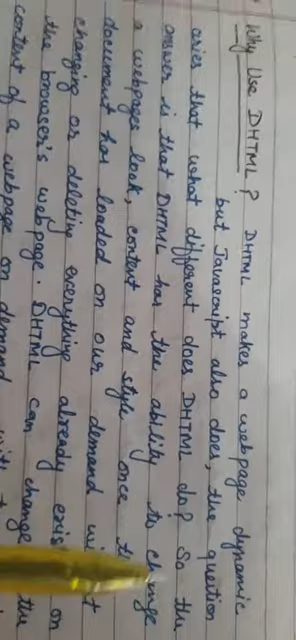 Why Use DHTML? DHTML makes a webpage dynamic
but Javascript also does, the question
aries that what different does DHTML do? So the
answer is that DHTML has the ability to change
a webpages look, content and style once
document has loaded on our demand
changing or deleting everything already on
the browser's webpage. DHTML can change the
content of a webpage on demand